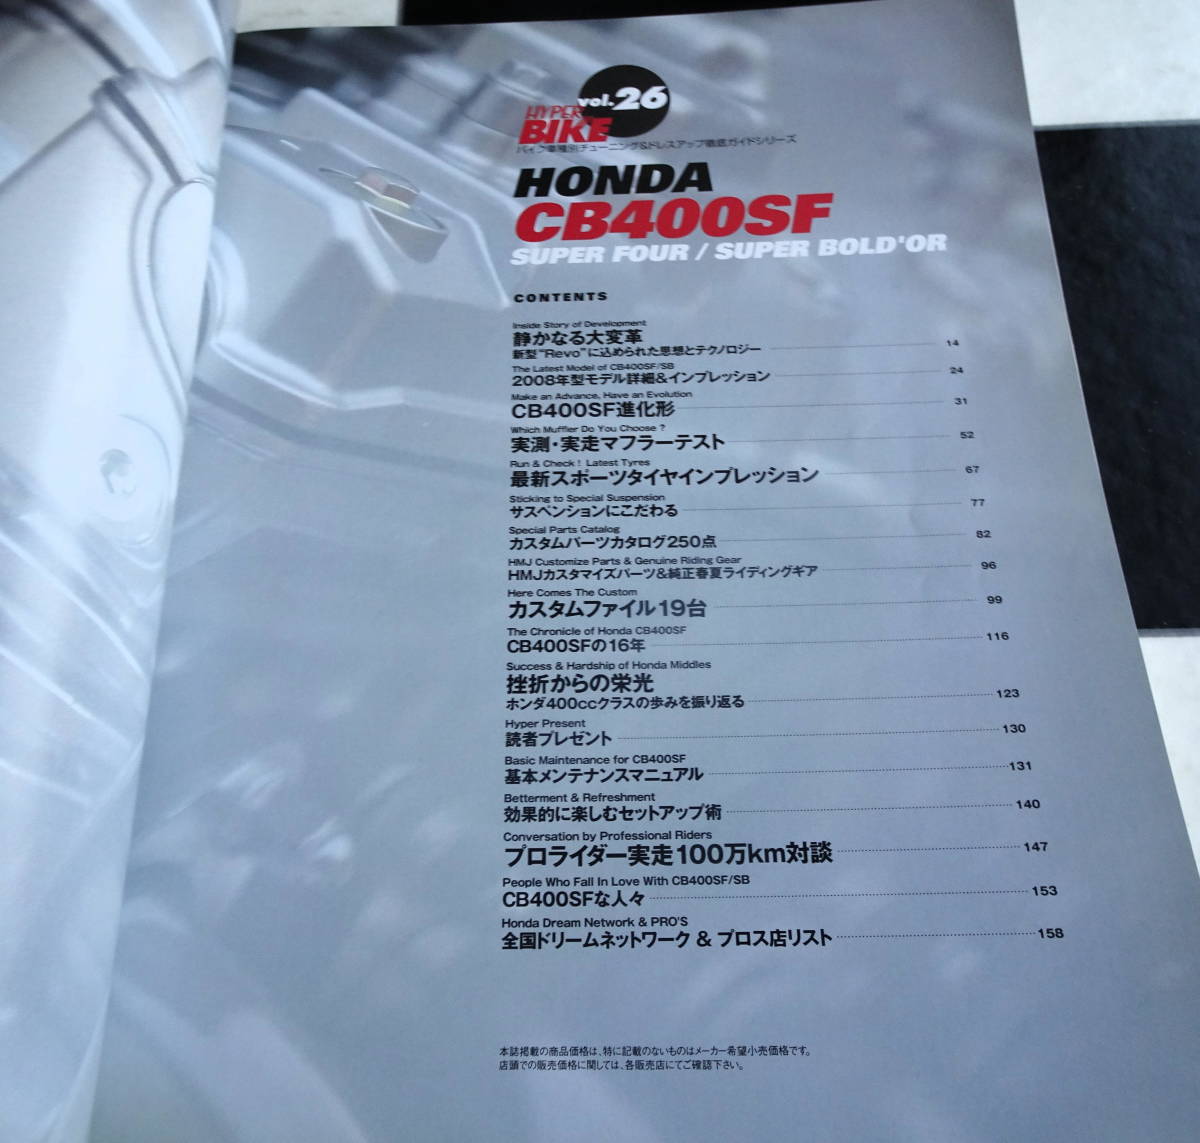 vol.26
HYPER
BIKE
バイク車種別チューニング&ドレスアップ徹底ガイドシリーズ
HONDA
CB400SF
SUPER FOUR / SUPER BOLD'OR
CONTENTS
Inside Story of Development
静かなる大変革
新型"Revo"に込められた思想とテクノロジー 14
The Latest Model of CB400SF/SB
2008年型モデル詳細&インプレッション 24
Make an Advance, Have an Evolution
CB400SF進化形 31
Which Muffler Do You Choose ?
実測・実走マフラーテスト 52
Run & Check ! Latest Tyres
最新スポーツタイヤインプレッション 67
Sticking to Special Suspension
サスペンションにこだわる 77
Special Parts Catalog
カスタムパーツカタログ250点 82
HMJ Customize Parts & Genuine Riding Gear
HMJカスタマイズパーツ&純正春夏ライディングギア 96
Here Comes The Custom
カスタムファイル19台 99
The Chronicle of Honda CB400SF
CB400SFの16年 116
Success & Hardship of Honda Middles
挫折からの栄光
ホンダ400ccクラスの歩みを振り返る 123
Hyper Present
読者プレゼント 130
Basic Maintenance for CB400SF
基本メンテナンスマニュアル 131
Betterment & Refreshment
効果的に楽しむセットアップ術 140
Conversation by Professional Riders
プロライダー実走100万km対談 147
People Who Fall In Love With CB400SF/SB
CB400SFな人々 153
Honda Dream Network & PRO'S
全国ドリームネットワーク & プロス店リスト 158
本誌掲載の商品価格は、特に記載のないものはメーカー希望小売価格です。
店頭での販売価格に関しては、各販売店にてご確認下さい。